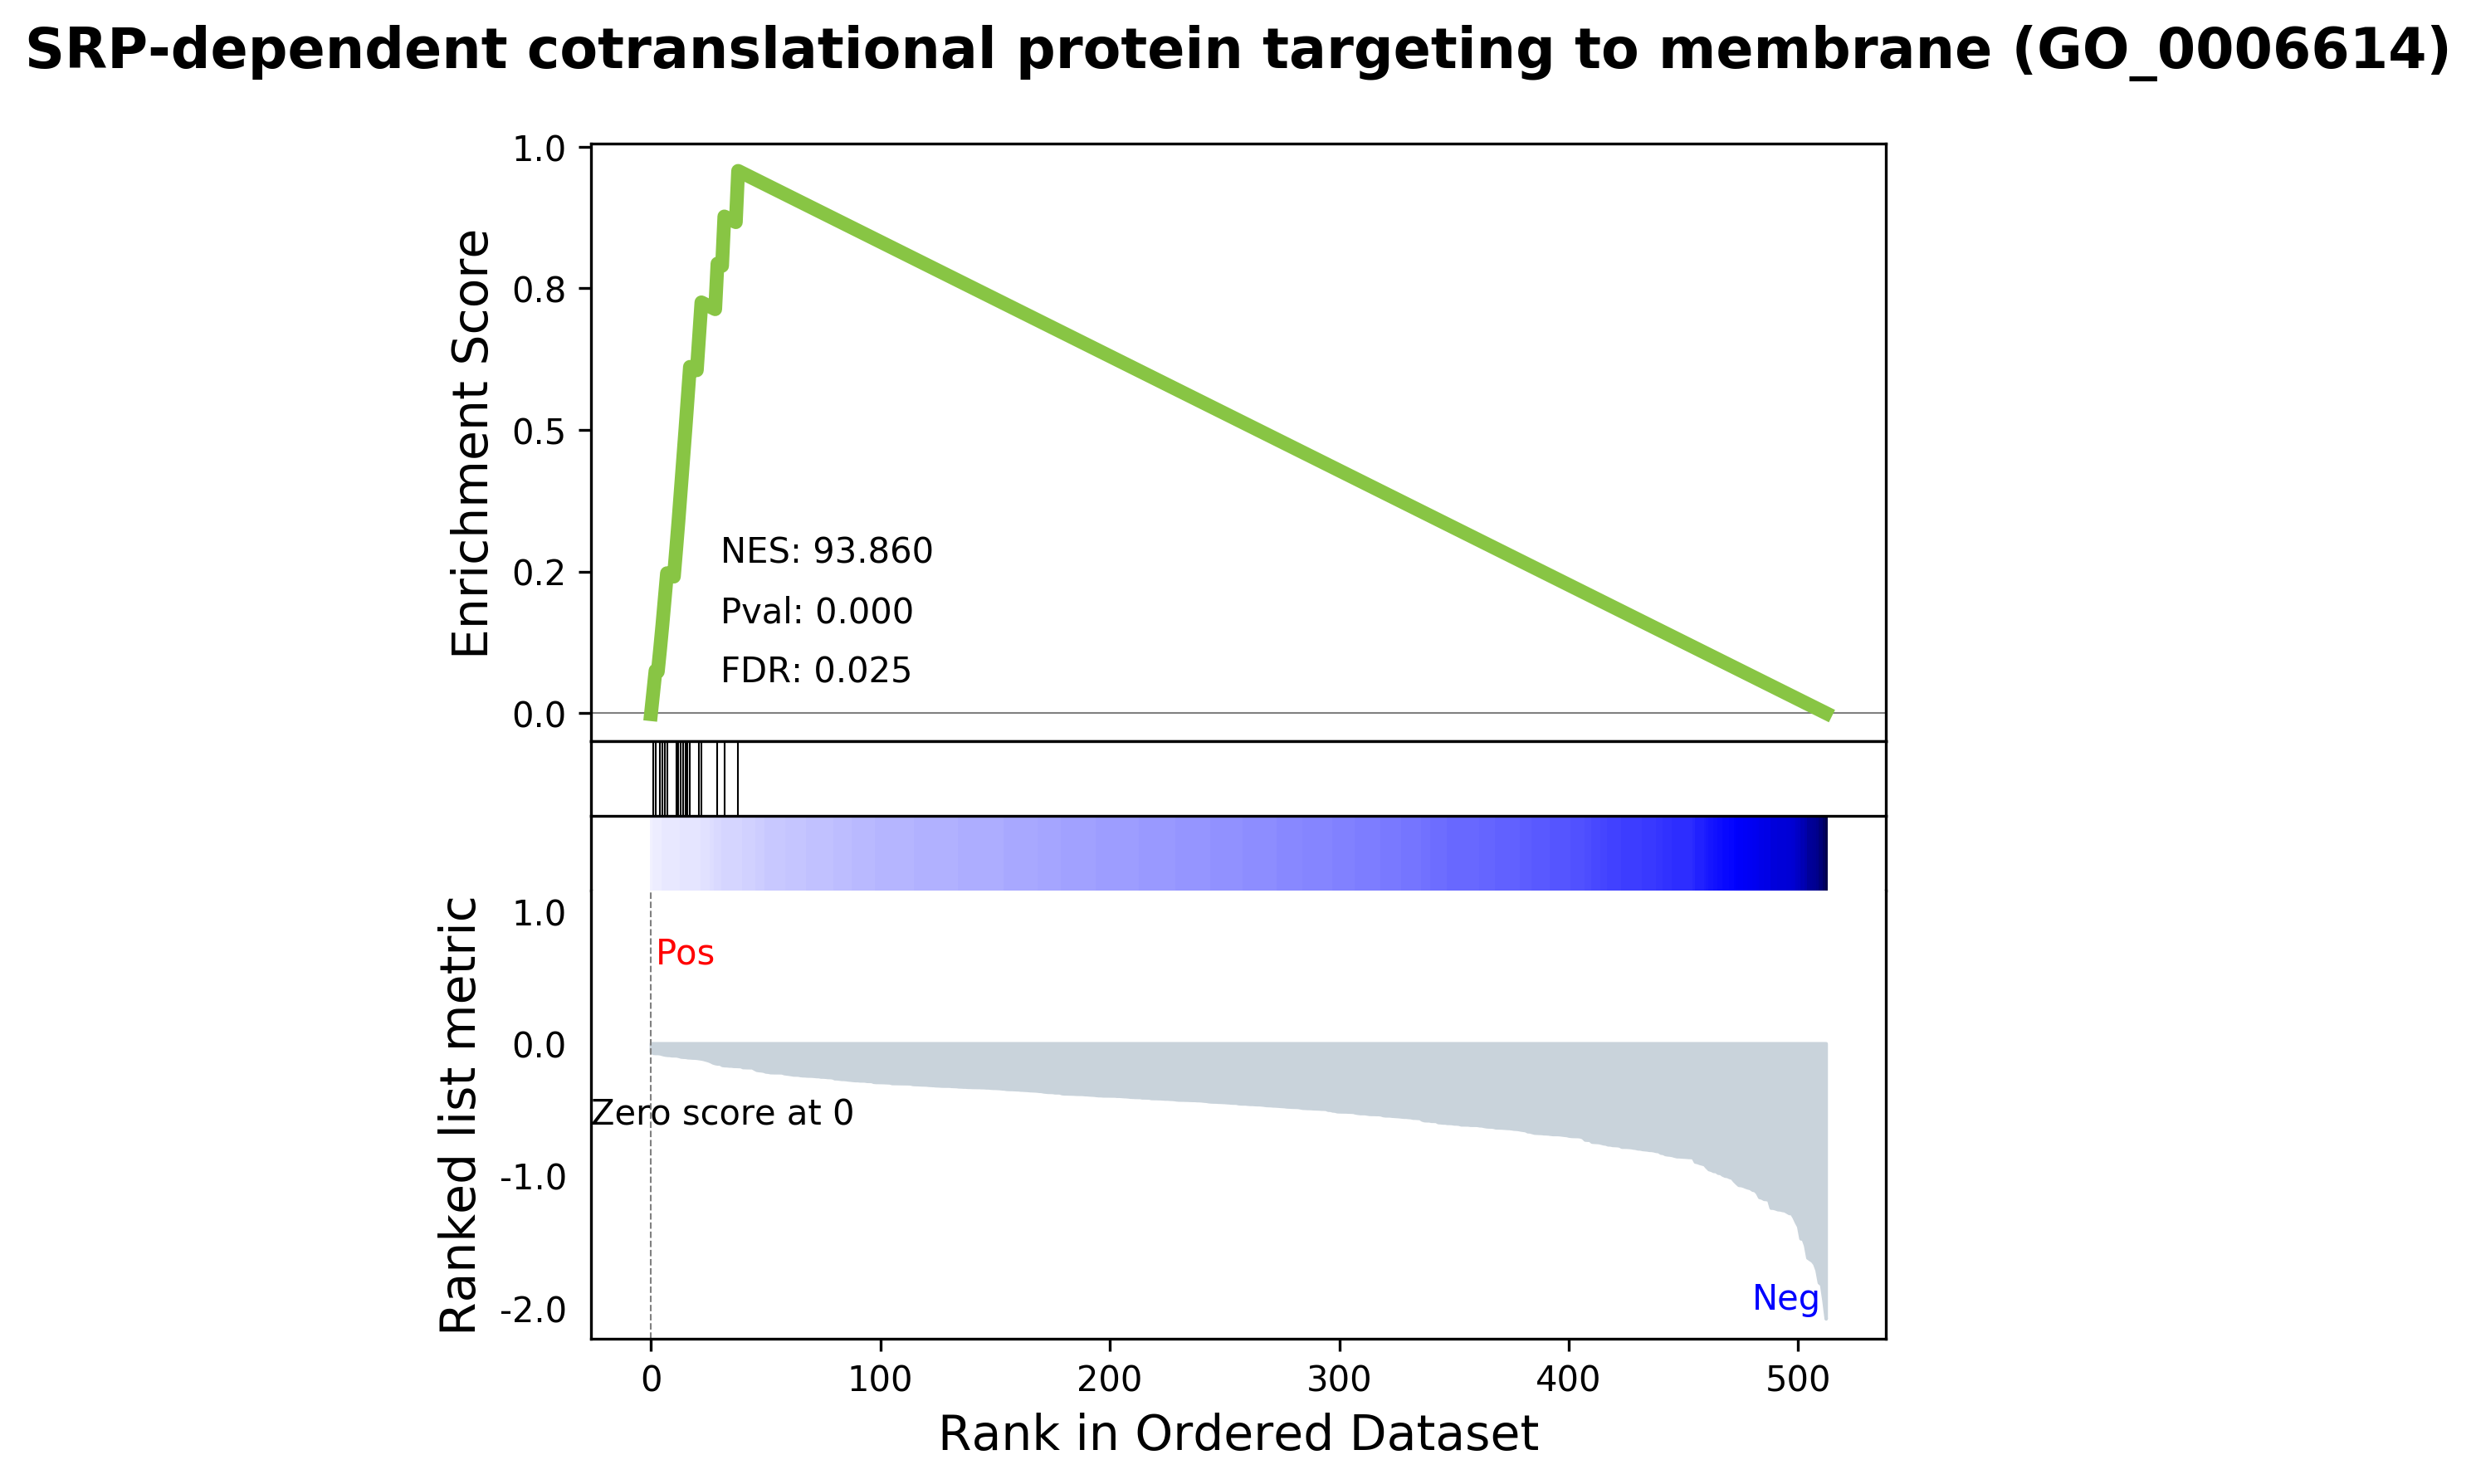 SRP-dependent cotranslational protein targeting to membrane (GO_0006614)
1.0
0.8
0.5
0.2
0.0
Enrichment Score
NES: 93.860
Pval: 0.000
FDR: 0.025
1.0
0.0
-1.0
-2.0
Ranked list metric
Pos
Zero score at 0
Neg
0 100 200 300 400 500
Rank in Ordered Dataset